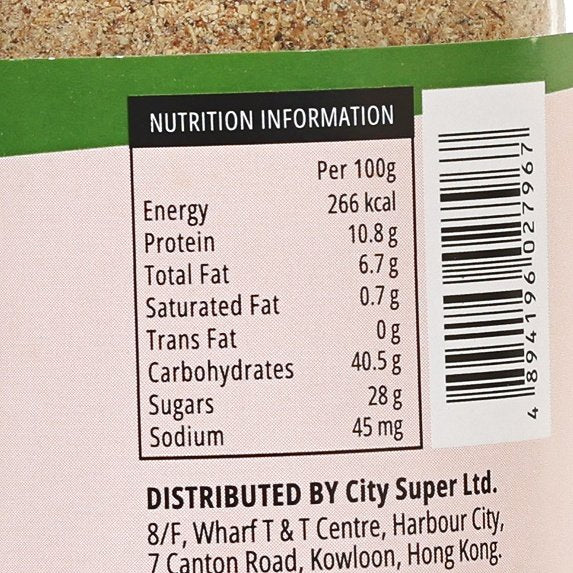 NUTRITION INFORMATION
Per 100g
Energy 266 kcal
Protein 10.8 g
Total Fat 6.7 g
Saturated Fat 0.7 g
Trans Fat 0 g
Carbohydrates 40.5 g
Sugars 28 g
Sodium 45 mg
4 894196 027967
DISTRIBUTED BY City Super Ltd.
8/F, Wharf T & T Centre, Harbour City,
7 Canton Road, Kowloon, Hong Kong.